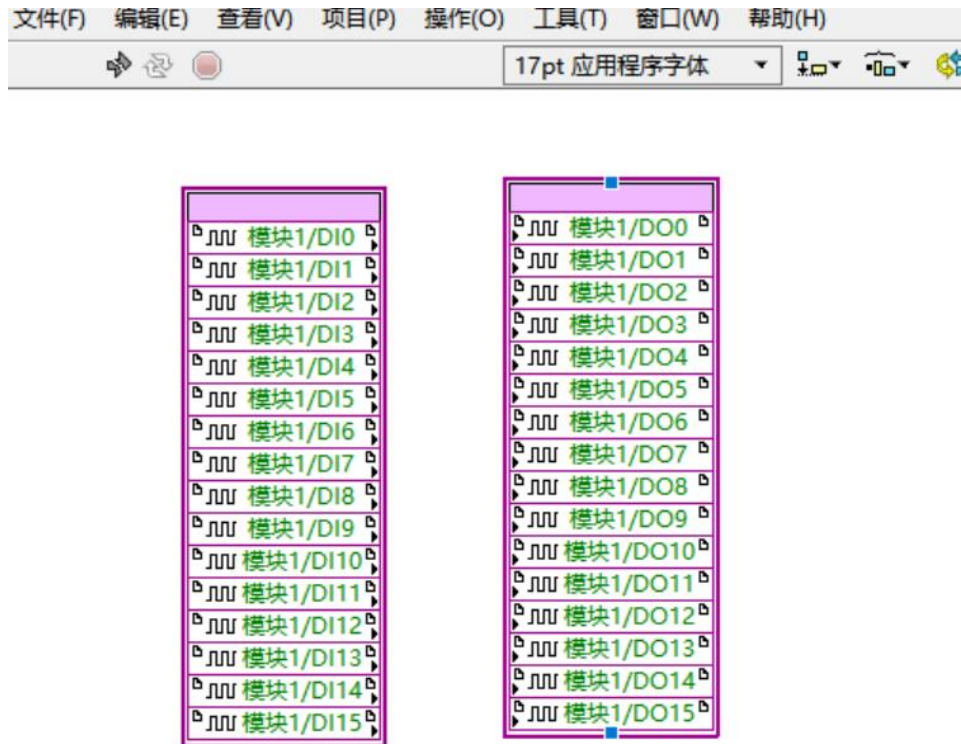 文件(F) 编辑(E) 查看(V) 项目(P) 操作(O) 工具(T) 窗口(W) 帮助(H)
17pt 应用程序字体
模块1/DI0
模块1/DI1
模块1/DI2
模块1/DI3
模块1/DI4
模块1/DI5
模块1/DI6
模块1/DI7
模块1/DI8
模块1/DI9
模块1/DI10
模块1/DI11
模块1/DI12
模块1/DI13
模块1/DI14
模块1/DI15
模块1/DO0
模块1/DO1
模块1/DO2
模块1/DO3
模块1/DO4
模块1/DO5
模块1/DO6
模块1/DO7
模块1/DO8
模块1/DO9
模块1/DO10
模块1/DO11
模块1/DO12
模块1/DO13
模块1/DO14
模块1/DO15